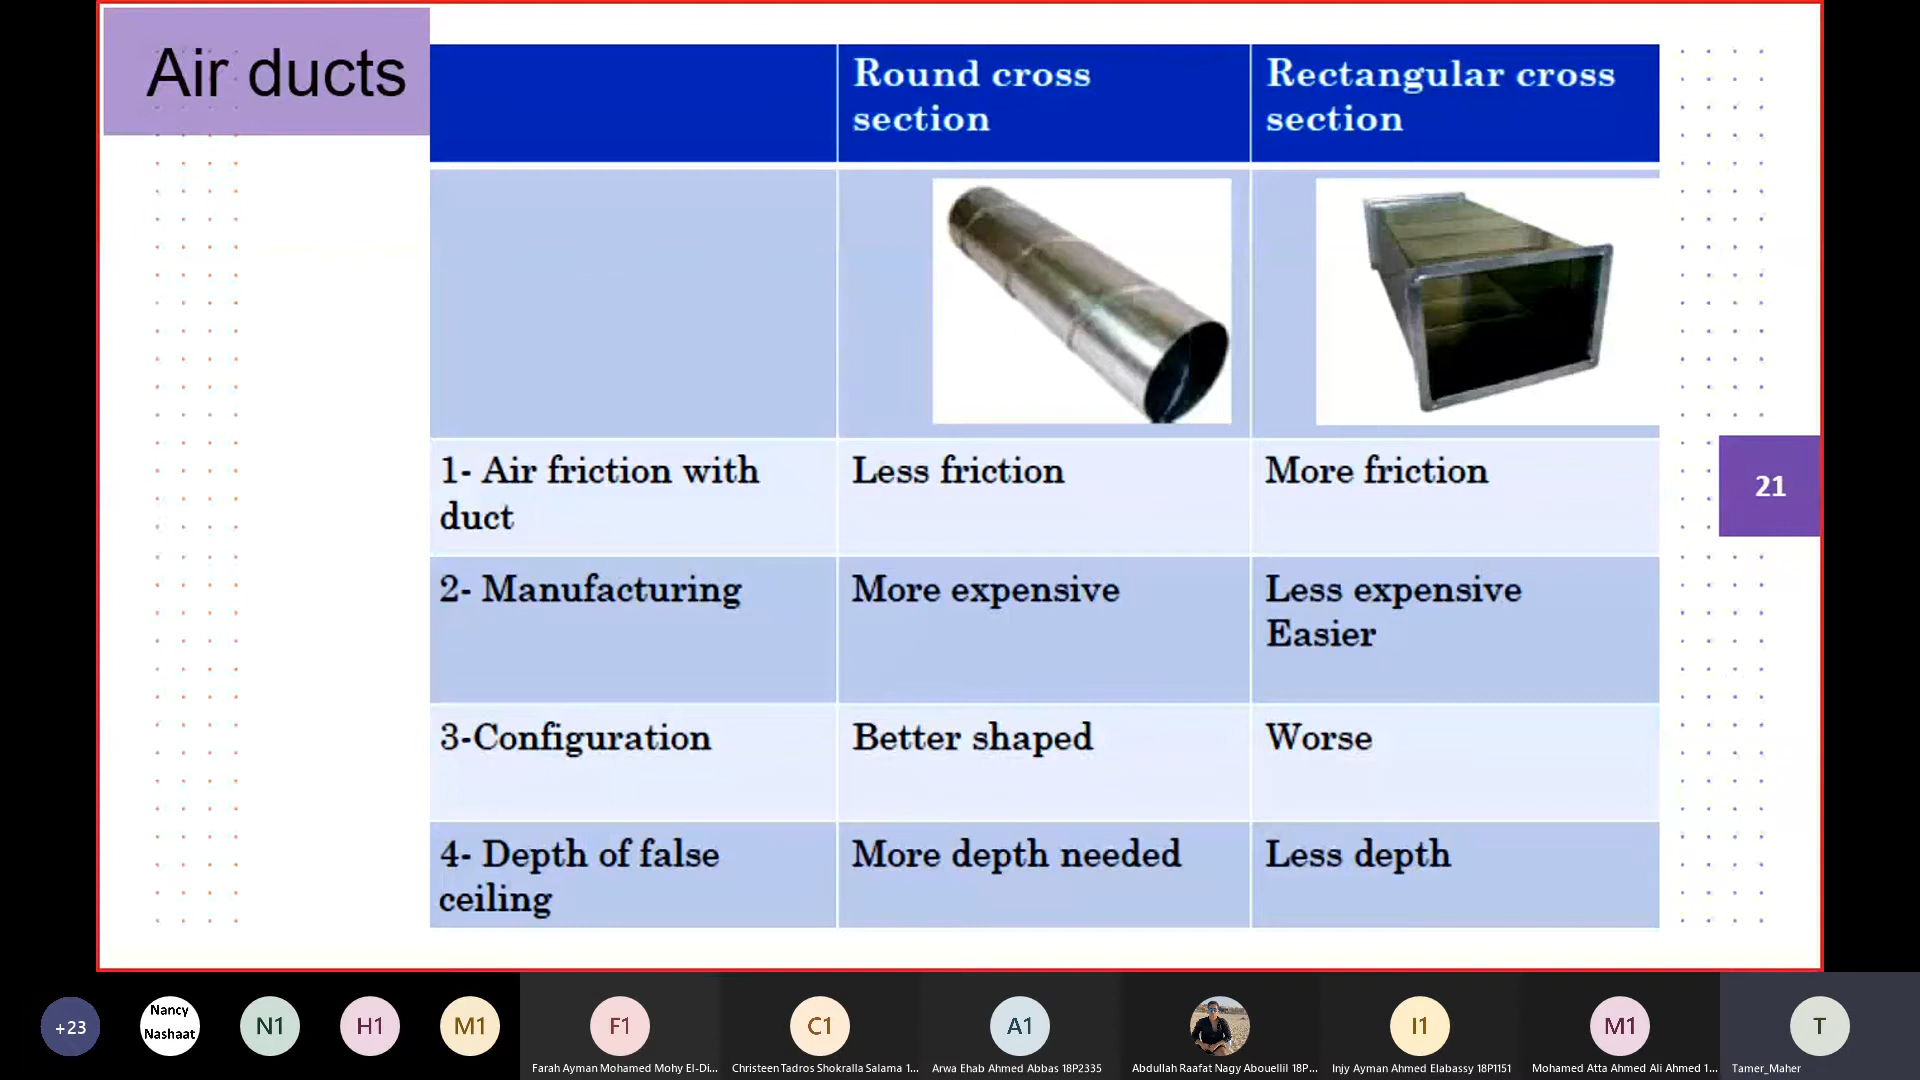 Air ducts
Round cross
section
Rectangular cross
section
1- Air friction with
duct
Less friction
More friction
2- Manufacturing
More expensive
Less expensive
Easier
3-Configuration
Better shaped
Worse
4- Depth of false
ceiling
More depth needed
Less depth
21
+23
Nancy
Nashaat
N1
H1
M1
F1
Farah Ayman Mohamed Mohy El-Di...
C1
Christeen Tadros Shokralla Salama 1...
A1
Arwa Ehab Ahmed Abbas 18P2335
Abdullah Raafat Nagy Abouellil 18P...
I1
Injy Ayman Ahmed Elabassy 18P1151
M1
Mohamed Atta Ahmed Ali Ahmed 1...
T
Tamer_Maher